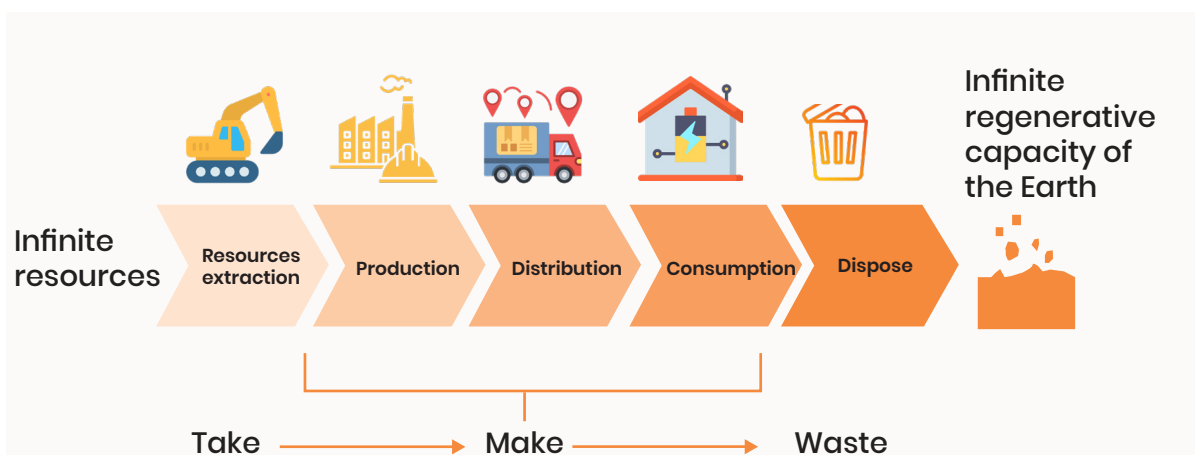 Infinite
resources
Resources
extraction
Production
Distribution
Consumption
Dispose
Infinite
regenerative
capacity of
the Earth
Take
Make
Waste